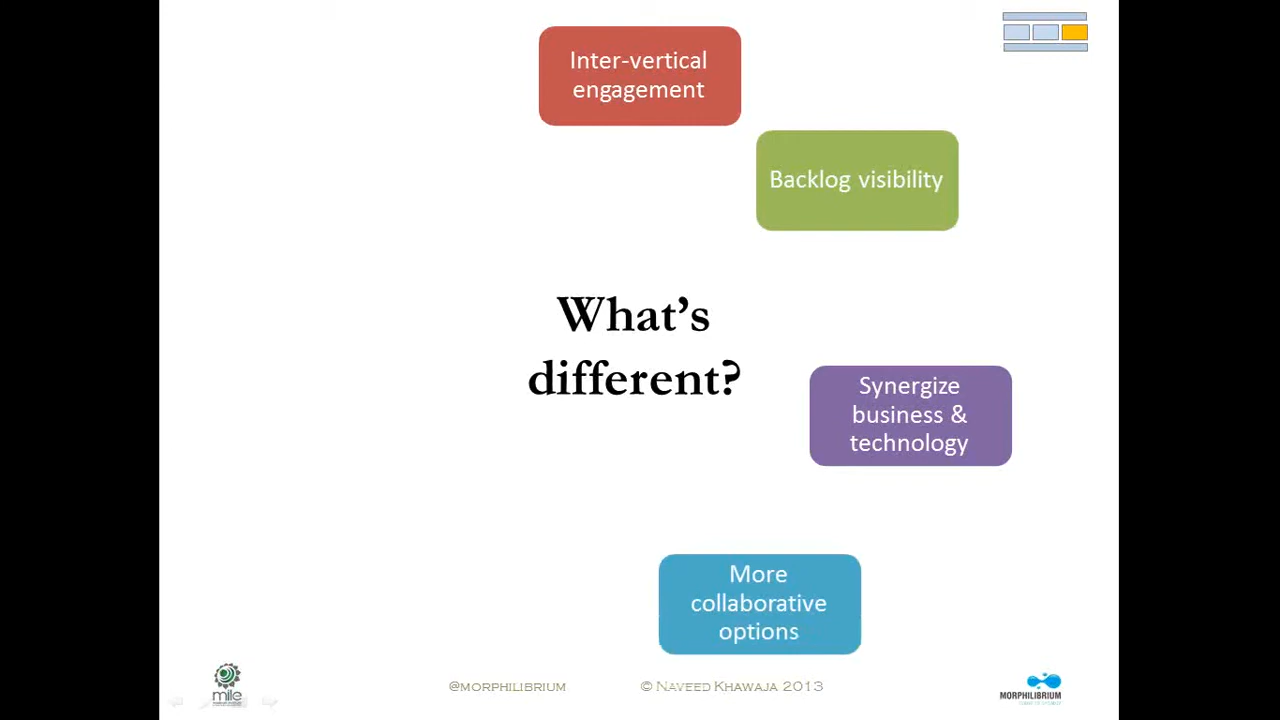 Inter-vertical
engagement
Backlog visibility
What's
different?
Synergize
business &
technology
More
collaborative
options
mile
@MORPHILIBRIUM
© NAVEED KHAWAJA 2013
MORPHILIBRIUM